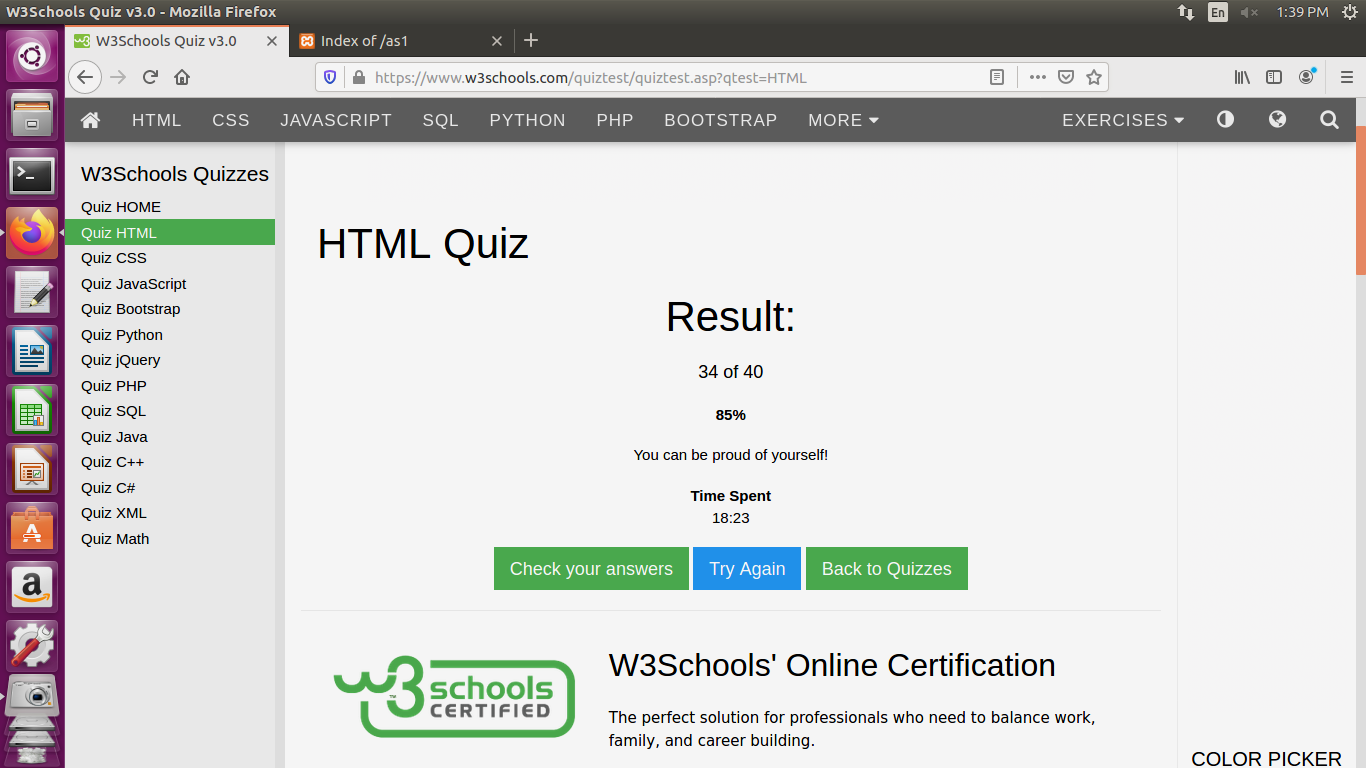 W3Schools Quiz v3.0 - Mozilla Firefox
En
1:39 PM
W3Schools Quiz v3.0
Index of /as1
https://www.w3schools.com/quiztest/quiztest.asp?qtest=HTML
HTML CSS JAVASCRIPT SQL PYTHON PHP BOOTSTRAP MORE EXERCISES
W3Schools Quizzes
Quiz HOME
Quiz HTML
Quiz CSS
Quiz JavaScript
Quiz Bootstrap
Quiz Python
Quiz jQuery
Quiz PHP
Quiz SQL
Quiz Java
Quiz C++
Quiz C#
Quiz XML
Quiz Math
HTML Quiz
Result:
34 of 40
85%
You can be proud of yourself!
Time Spent
18:23
Check your answers Try Again Back to Quizzes
w3schools
TM
CERTIFIED
W3Schools' Online Certification
The perfect solution for professionals who need to balance work,
family, and career building.
COLOR PICKER